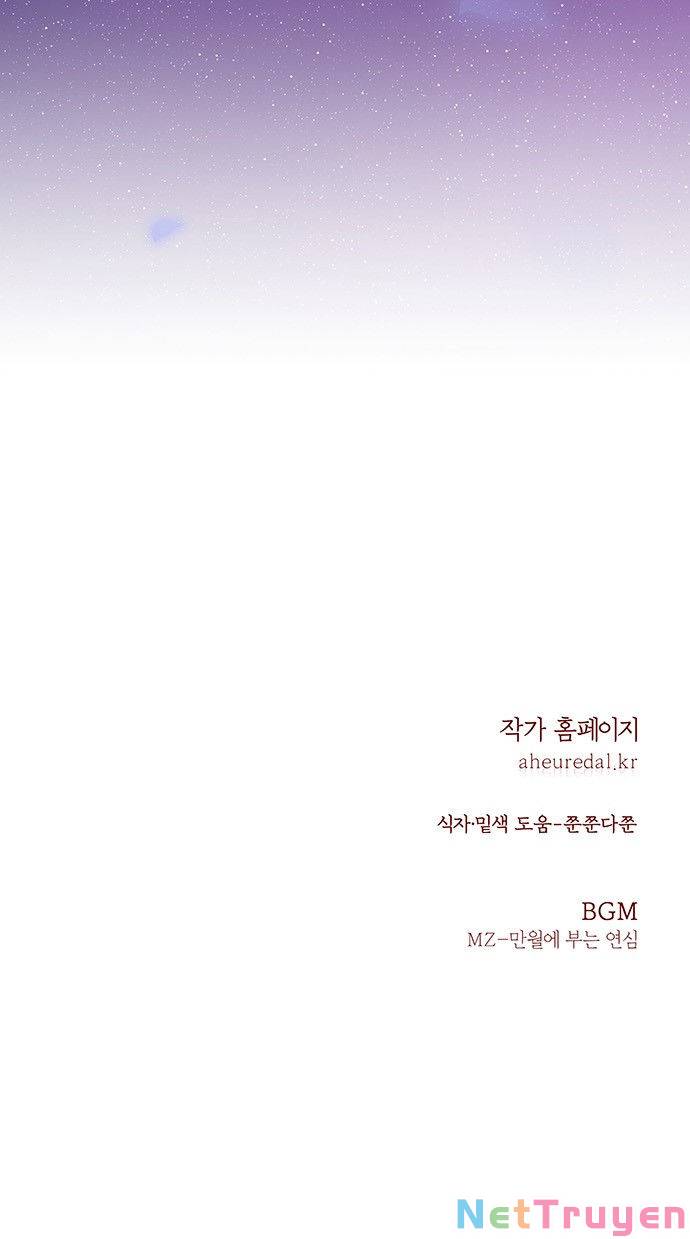 작가 홈페이지
aheuredal.kr
식자·밑색 도움-쭌쭌다쭌
BGM
MZ-만월에 부는 연심
NetTruyen